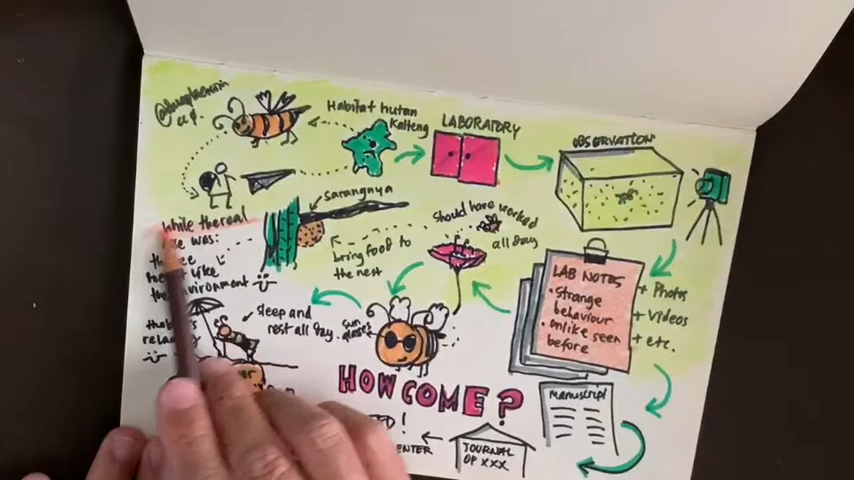 Habitat hutan
Kalteng
LABORATORY
OBSERVATION
Sarangnya
while the real
was:
the environment
bring food to
the nest
should have worked
all day
LAB NOTES
• strange
behaviour
• unlike seen
before
+ Photos
+ Videos
+ etc.
sleep and
rest all day.
sun
glasses
HOW COME?
Manuscript
JOURNAL
OF XXX